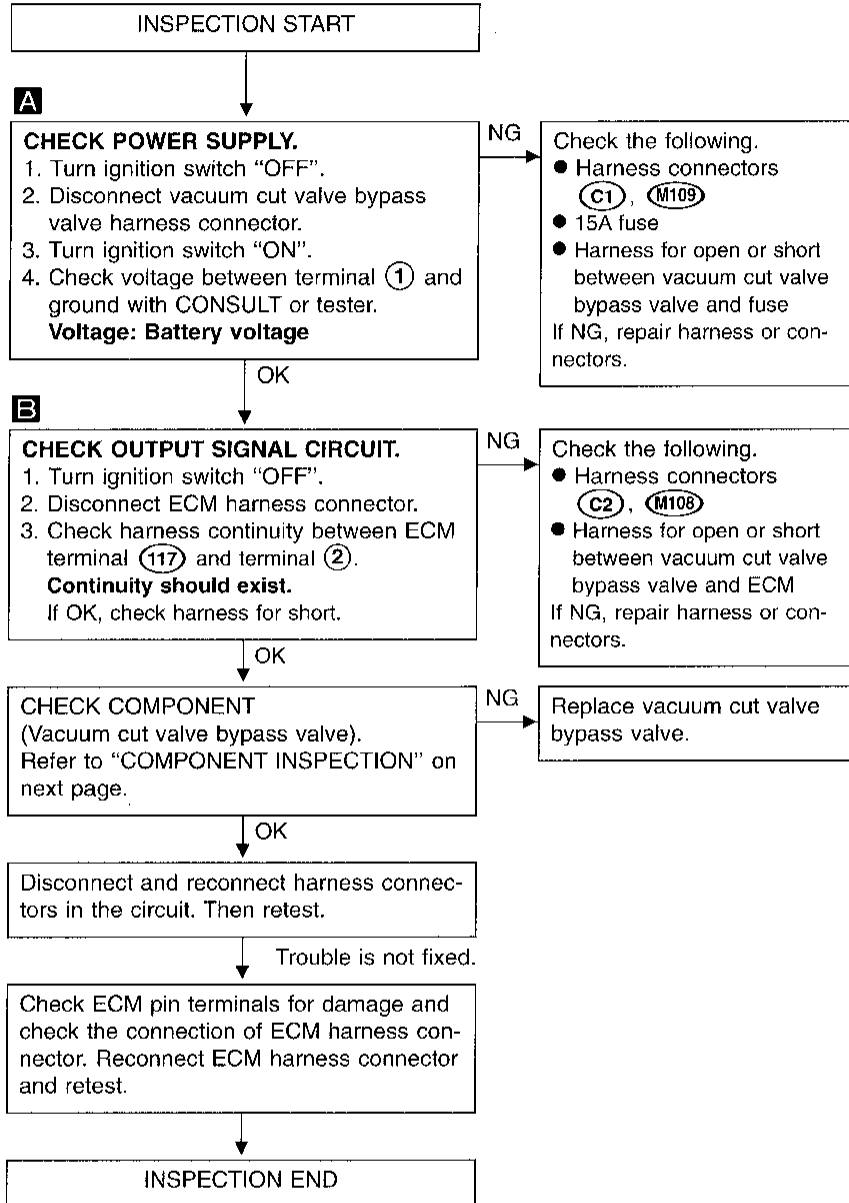 INSPECTION START
A
CHECK POWER SUPPLY.
1. Turn ignition switch “OFF”.
2. Disconnect vacuum cut valve bypass
valve harness connector.
3. Turn ignition switch “ON”.
4. Check voltage between terminal ① and
ground with CONSULT or tester.
Voltage: Battery voltage
NG
Check the following.
● Harness connectors
C1, M109
● 15A fuse
● Harness for open or short
between vacuum cut valve
bypass valve and fuse
If NG, repair harness or con-
nectors.
OK
B
CHECK OUTPUT SIGNAL CIRCUIT.
1. Turn ignition switch “OFF”.
2. Disconnect ECM harness connector.
3. Check harness continuity between ECM
terminal 117 and terminal ②.
Continuity should exist.
If OK, check harness for short.
NG
Check the following.
● Harness connectors
C2, M108
● Harness for open or short
between vacuum cut valve
bypass valve and ECM
If NG, repair harness or con-
nectors.
OK
CHECK COMPONENT
(Vacuum cut valve bypass valve).
Refer to “COMPONENT INSPECTION” on
next page.
NG
Replace vacuum cut valve
bypass valve.
OK
Disconnect and reconnect harness connec-
tors in the circuit. Then retest.
Trouble is not fixed.
Check ECM pin terminals for damage and
check the connection of ECM harness con-
nector. Reconnect ECM harness connector
and retest.
INSPECTION END